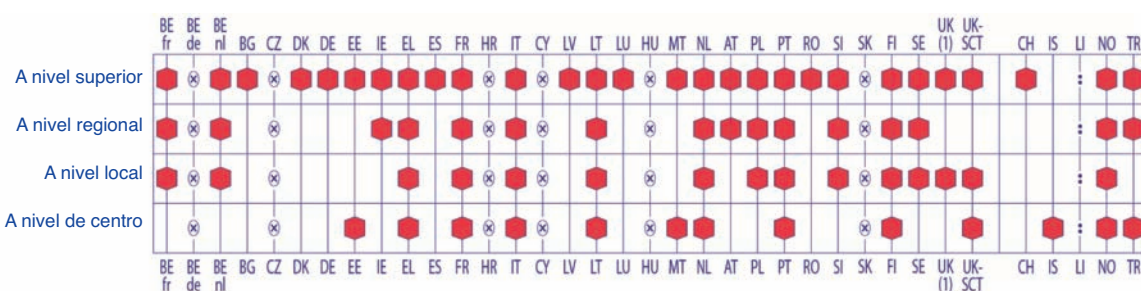 BE BE BE UK UK-
fr de nl BG CZ DK DE EE IE EL ES FR HR IT CY LV LT LU HU MT NL AT PL PT RO SI SK FI SE (1) SCT CH IS LI NO TR
A nivel superior
A nivel regional
A nivel local
A nivel de centro
BE BE BE BG CZ DK DE EE IE EL ES FR HR IT CY LV LT LU HU MT NL AT PL PT RO SI SK FI SE UK UK- CH IS LI NO TR
fr de nl (1) SCT